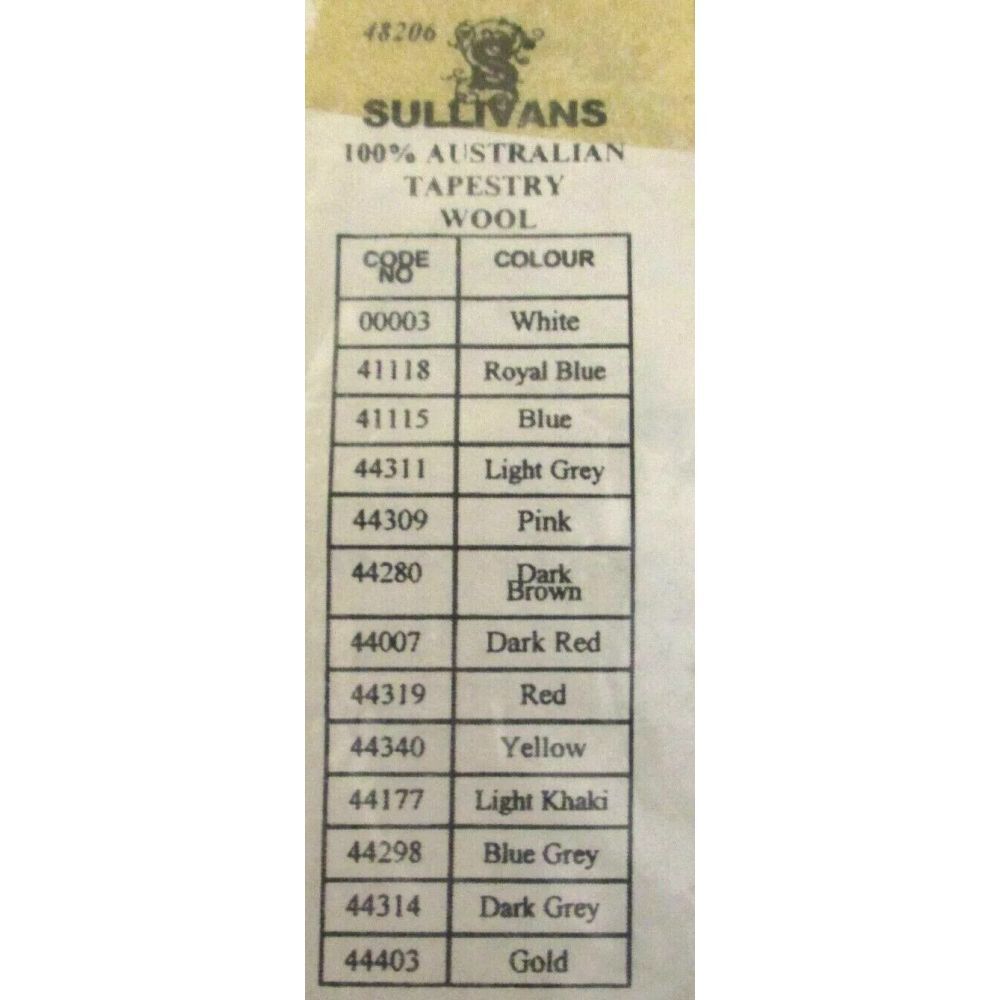 48206
S
SULLIVANS
100% AUSTRALIAN
TAPESTRY
WOOL
CODE NO COLOUR
00003 White
41118 Royal Blue
41115 Blue
44311 Light Grey
44309 Pink
44280 Dark Brown
44007 Dark Red
44319 Red
44340 Yellow
44177 Light Khaki
44298 Blue Grey
44314 Dark Grey
44403 Gold